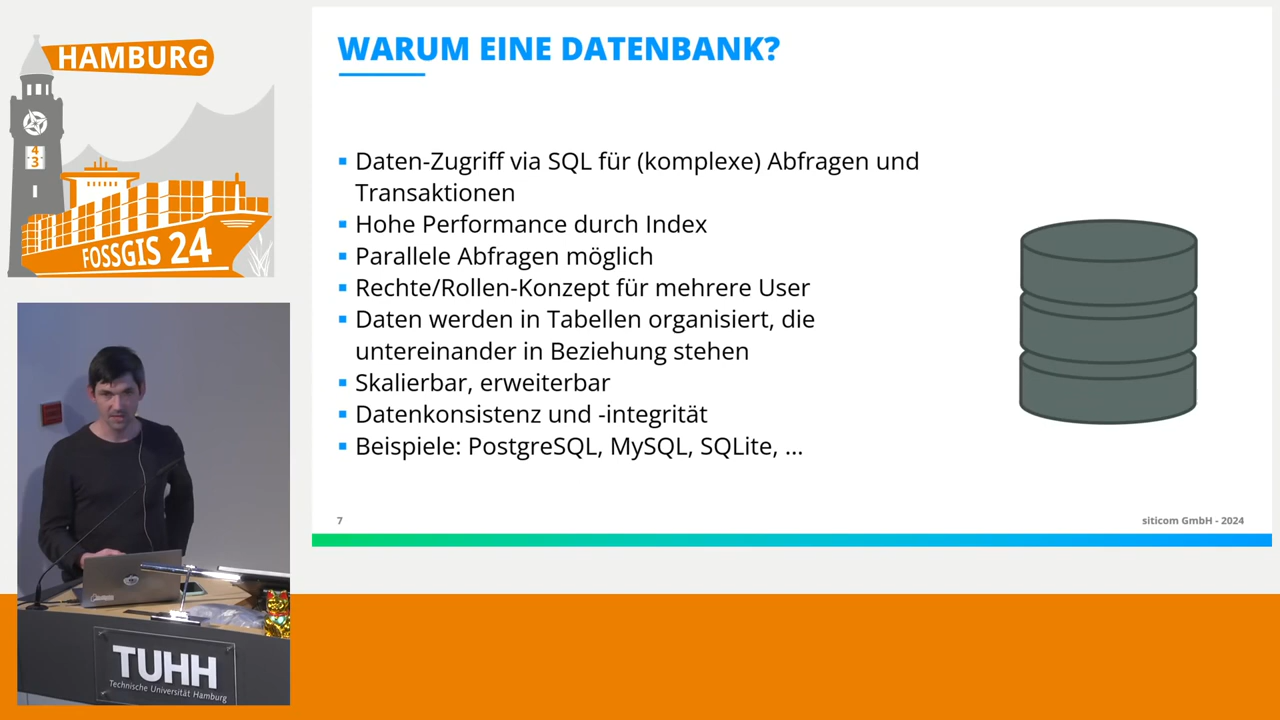 HAMBURG
4
3
FOSSGIS 24
WARUM EINE DATENBANK?
Daten-Zugriff via SQL für (komplexe) Abfragen und
Transaktionen
Hohe Performance durch Index
Parallele Abfragen möglich
Rechte/Rollen-Konzept für mehrere User
Daten werden in Tabellen organisiert, die
untereinander in Beziehung stehen
Skalierbar, erweiterbar
Datenkonsistenz und -integrität
Beispiele: PostgreSQL, MySQL, SQLite, ...
7
siticom GmbH - 2024
TUHH
Technische Universität Hamburg